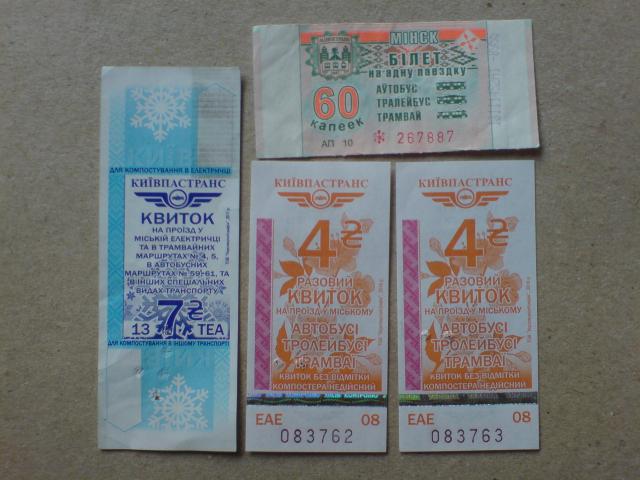 МІНСК
БІЛЕТ
на адну паездку
60
капеек
АЎТОБУС
ТРАЛЕЙБУС
ТРАМВАЙ
АП 10
267887
ДЛЯ КОМПОСТУВАННЯ В ЕЛЕКТРИЧЦІ
КИЇВПАСТРАНС
КВИТОК
НА ПРОЇЗД У
МІСЬКІЙ ЕЛЕКТРИЧЦІ
ТА В ТРАМВАЙНИХ
МАРШРУТАХ № 4, 5,
В АВТОБУСНИХ
МАРШРУТАХ № 59, 61, ТА
В ІНШИХ СПЕЦІАЛЬНИХ
ВИДАХ ТРАНСПОРТУ
7₴
13 ТЕА
ДЛЯ КОМПОСТУВАННЯ В ІНШОМУ ТРАНСПОРТІ
КИЇВПАСТРАНС
4₴
РАЗОВИЙ
КВИТОК
НА ПРОЇЗД У МІСЬКОМУ
АВТОБУСІ
ТРОЛЕЙБУСІ
ТРАМВАЇ
КВИТОК БЕЗ ВІДМІТКИ
КОМПОСТЕРА НЕДІЙСНИЙ
ЕАЕ 08
083762
КИЇВПАСТРАНС
4₴
РАЗОВИЙ
КВИТОК
НА ПРОЇЗД У МІСЬКОМУ
АВТОБУСІ
ТРОЛЕЙБУСІ
ТРАМВАЇ
КВИТОК БЕЗ ВІДМІТКИ
КОМПОСТЕРА НЕДІЙСНИЙ
ЕАЕ 08
083763